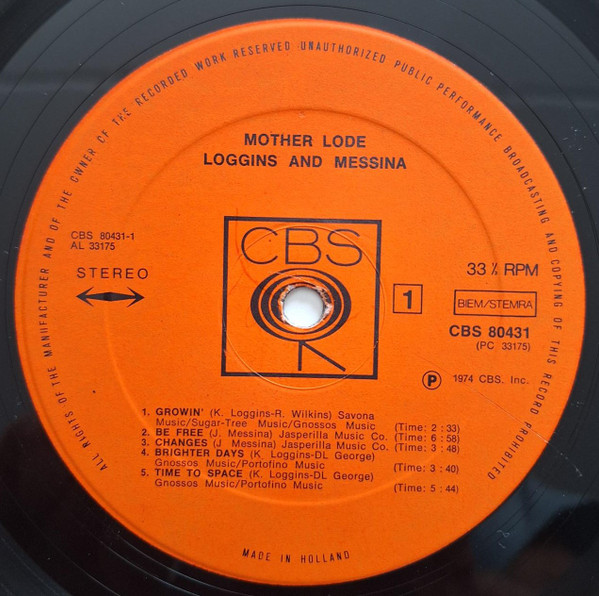 ALL RIGHTS OF THE MANUFACTURER AND OF THE OWNER OF THE RECORDED WORK RESERVED UNAUTHORIZED PUBLIC PERFORMANCE BROADCASTING AND COPYING OF THIS RECORD PROHIBITED
MOTHER LODE
LOGGINS AND MESSINA
CBS 80431-1
AL 33175
STEREO
CBS
33⅓ RPM
1
BIEM/STEMRA
CBS 80431
(PC 33175)
Ⓟ 1974 CBS. Inc.
1. GROWIN' (K. Loggins-R. Wilkins) Savona
Music/Sugar-Tree Music/Gnossos Music (Time: 2 : 33)
2. BE FREE (J. Messina) Jasperilla Music Co. (Time: 6 : 58)
3. CHANGES (J Messina) Jasperilla Music Co. (Time: 3 : 48)
4. BRIGHTER DAYS (K. Loggins-DL George)
Gnossos Music/Portofino Music (Time: 3 : 40)
5. TIME TO SPACE (K. Loggins-DL George)
Gnossos Music/Portofino Music (Time: 5 : 44)
MADE IN HOLLAND